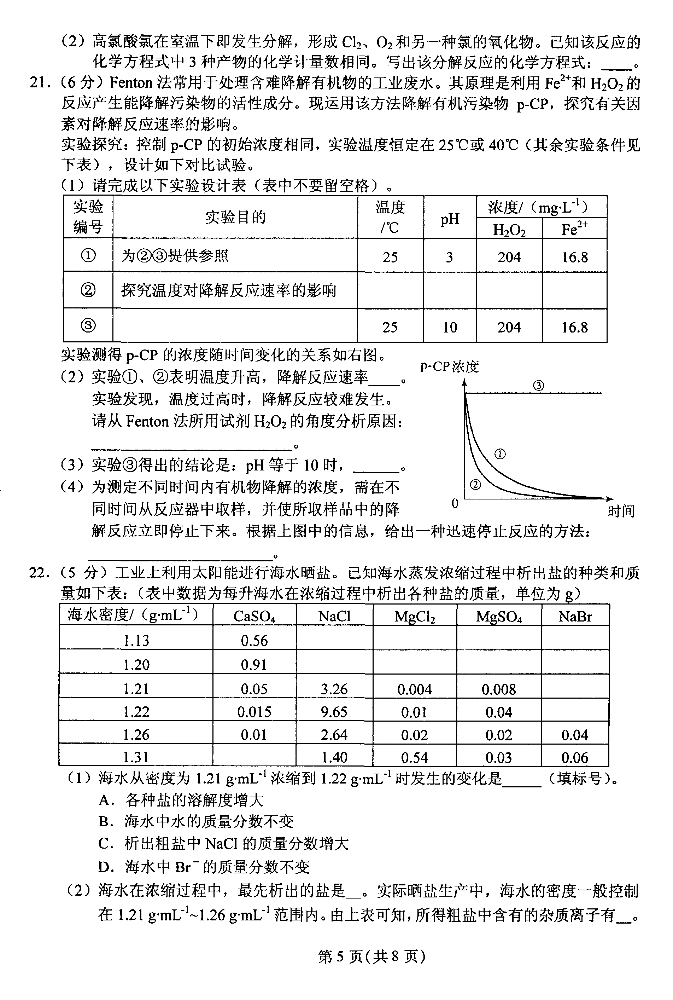 （2）高氯酸氯在室温下即发生分解，形成 Cl₂、O₂和另一种氯的氧化物。已知该反应的
化学方程式中 3 种产物的化学计量数相同。写出该分解反应的化学方程式：____。
21.（6 分）Fenton 法常用于处理含难降解有机物的工业废水。其原理是利用 Fe²⁺和 H₂O₂的
反应产生能降解污染物的活性成分。现运用该方法降解有机污染物 p-CP，探究有关因
素对降解反应速率的影响。
实验探究：控制 p-CP 的初始浓度相同，实验温度恒定在 25℃或 40℃（其余实验条件见
下表），设计如下对比试验。
（1）请完成以下实验设计表（表中不要留空格）。
实验编号 实验目的 温度/℃ pH 浓度/（mg·L⁻¹）
H₂O₂ Fe²⁺
① 为②③提供参照 25 3 204 16.8
② 探究温度对降解反应速率的影响
③ 25 10 204 16.8
实验测得 p-CP 的浓度随时间变化的关系如右图。
（2）实验①、②表明温度升高，降解反应速率____。
实验发现，温度过高时，降解反应较难发生。
请从 Fenton 法所用试剂 H₂O₂的角度分析原因：
____________________。
（3）实验③得出的结论是：pH 等于 10 时，______。
（4）为测定不同时间内有机物降解的浓度，需在不
同时间从反应器中取样，并使所取样品中的降
解反应立即停止下来。根据上图中的信息，给出一种迅速停止反应的方法：
____________________。
p-CP浓度
③
①
②
0
时间
22.（5 分）工业上利用太阳能进行海水晒盐。已知海水蒸发浓缩过程中析出盐的种类和质
量如下表：（表中数据为每升海水在浓缩过程中析出各种盐的质量，单位为 g）
海水密度/（g·mL⁻¹） CaSO₄ NaCl MgCl₂ MgSO₄ NaBr
1.13 0.56
1.20 0.91
1.21 0.05 3.26 0.004 0.008
1.22 0.015 9.65 0.01 0.04
1.26 0.01 2.64 0.02 0.02 0.04
1.31 1.40 0.54 0.03 0.06
（1）海水从密度为 1.21 g·mL⁻¹浓缩到 1.22 g·mL⁻¹时发生的变化是_____（填标号）。
A．各种盐的溶解度增大
B．海水中水的质量分数不变
C．析出粗盐中 NaCl 的质量分数增大
D．海水中 Br⁻的质量分数不变
（2）海水在浓缩过程中，最先析出的盐是__。实际晒盐生产中，海水的密度一般控制
在 1.21 g·mL⁻¹~1.26 g·mL⁻¹范围内。由上表可知，所得粗盐中含有的杂质离子有__。
第 5 页(共 8 页)